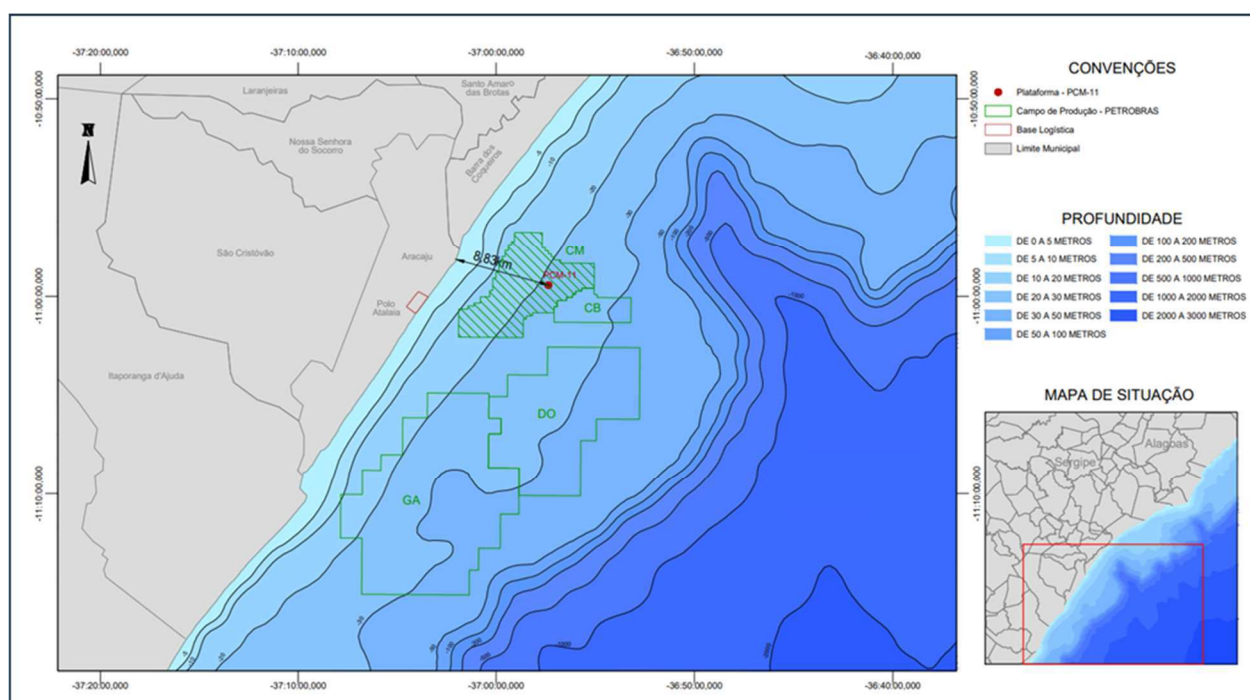 -37:20:00,000
-37:10:00,000
-37:00:00,000
-36:50:00,000
-36:40:00,000
-10:50:00,000
-10:50:00,000
-11:00:00,000
-11:00:00,000
-11:10:00,000
-11:10:00,000
N
Laranjeiras
Santo Amaro
das Brotas
Nossa Senhora
do Socorro
Barra dos
Coqueiros
São Cristóvão
Aracaju
8,83km
CM
PCM-11
CB
Polo
Atalaia
Itaporanga d'Ajuda
DO
GA
-37:20:00,000
-37:10:00,000
-37:00:00,000
-36:50:00,000
-36:40:00,000
CONVENÇÕES
Plataforma - PCM-11
Campo de Produção - PETROBRAS
Base Logística
Limite Municipal
PROFUNDIDADE
DE 0 A 5 METROS
DE 5 A 10 METROS
DE 10 A 20 METROS
DE 20 A 30 METROS
DE 30 A 50 METROS
DE 50 A 100 METROS
DE 100 A 200 METROS
DE 200 A 500 METROS
DE 500 A 1000 METROS
DE 1000 A 2000 METROS
DE 2000 A 3000 METROS
MAPA DE SITUAÇÃO
Alagoas
Sergipe